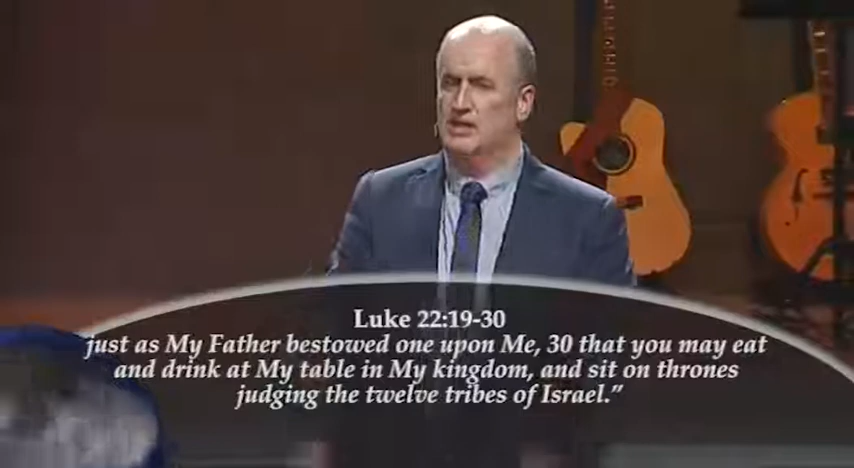 Luke 22:19-30
just as My Father bestowed one upon Me, 30 that you may eat
and drink at My table in My kingdom, and sit on thrones
judging the twelve tribes of Israel.”